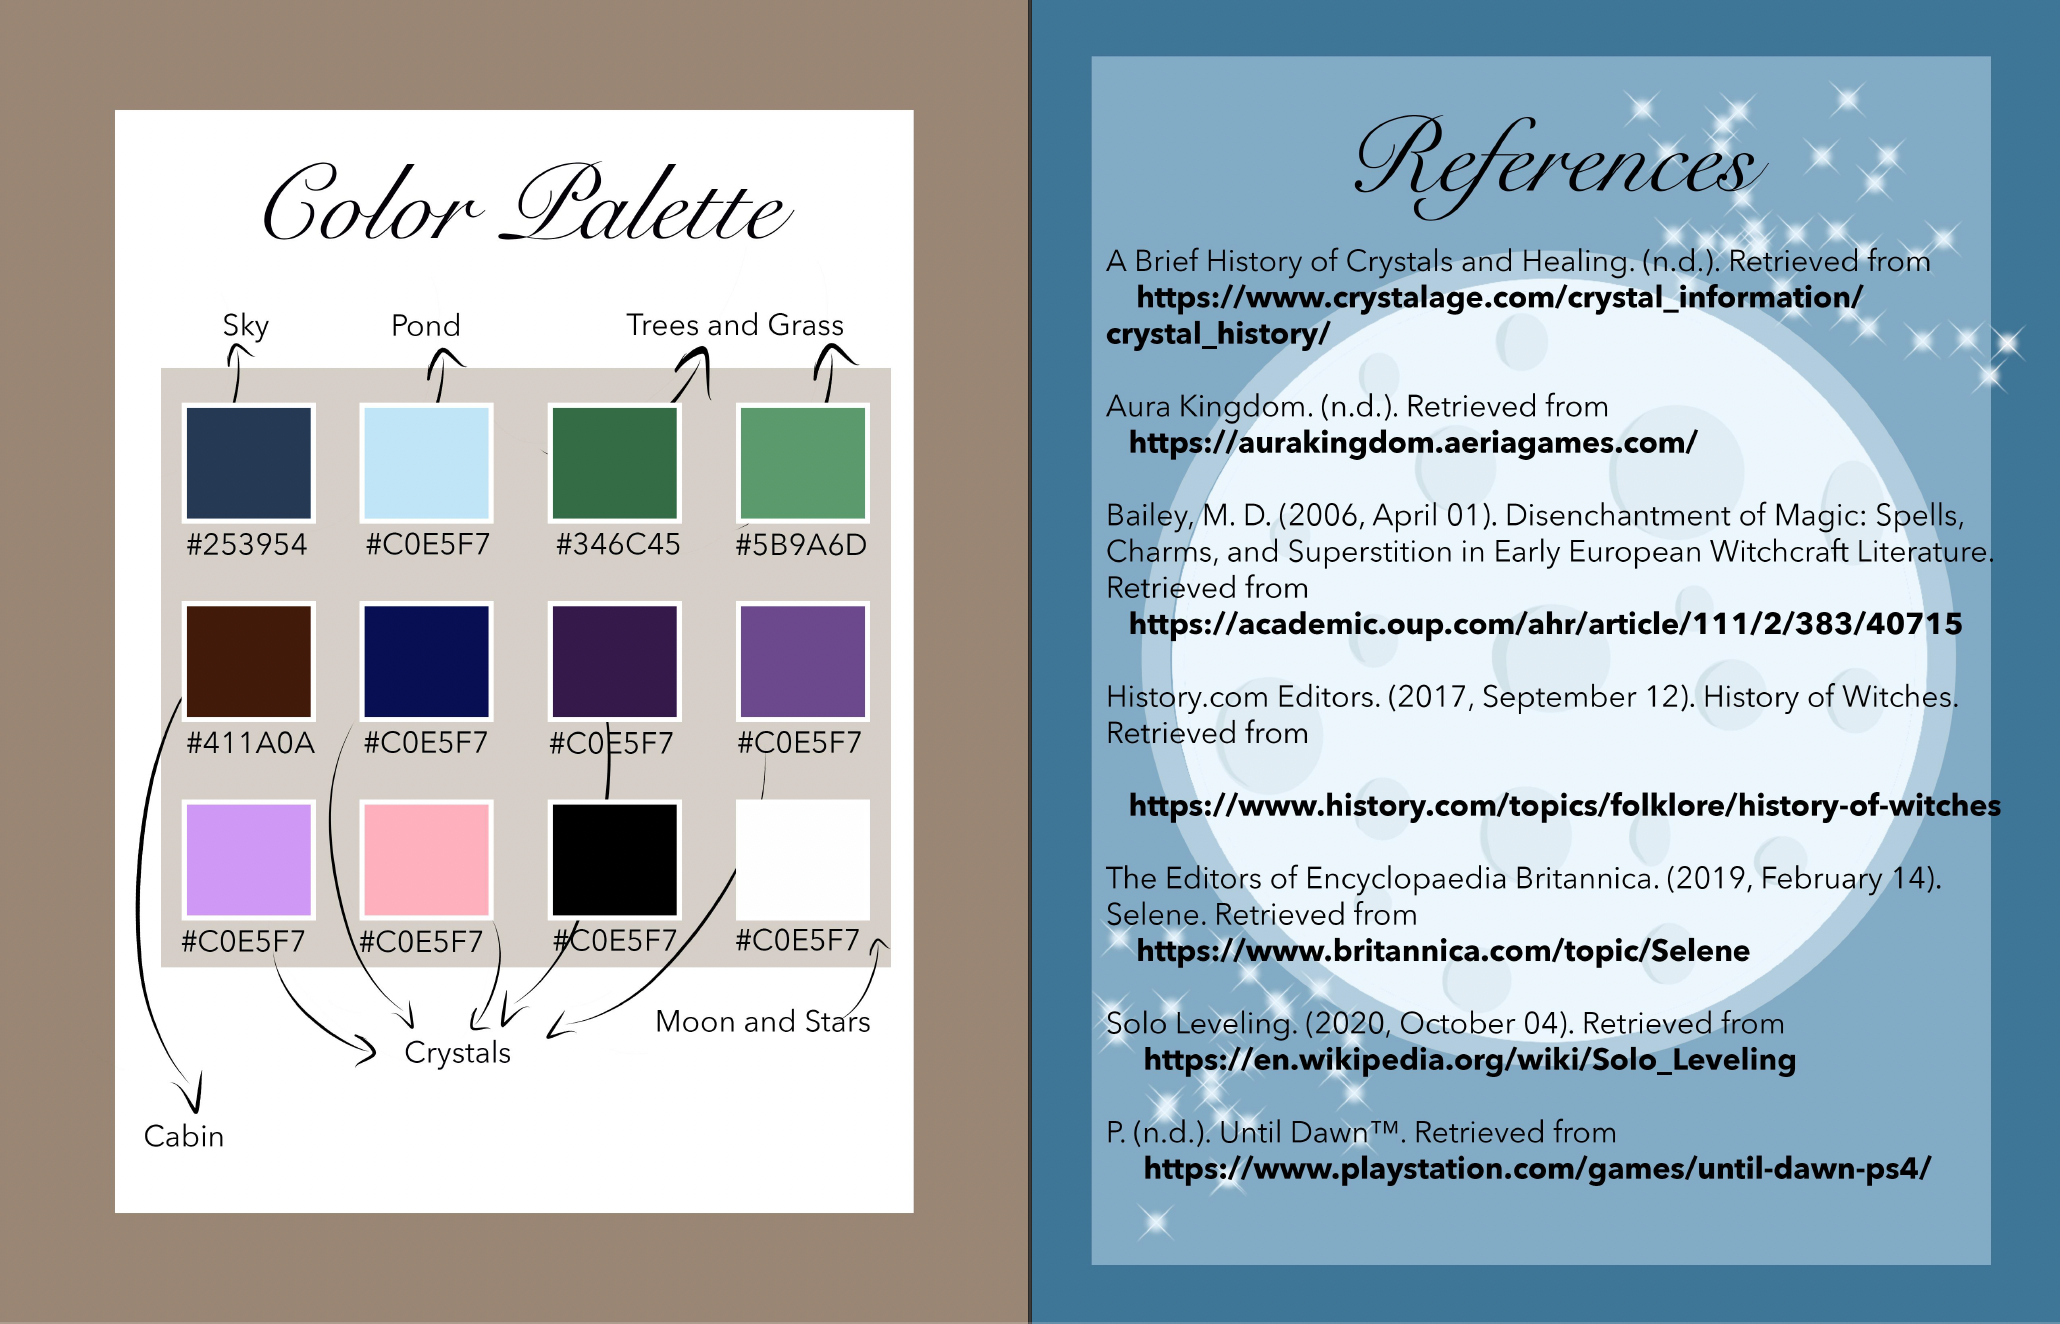 Color Palette
Sky
Pond
Trees and Grass
#253954
#C0E5F7
#346C45
#5B9A6D
#411A0A
#C0E5F7
#C0E5F7
#C0E5F7
#C0E5F7
#C0E5F7
#C0E5F7
#C0E5F7
Moon and Stars
Crystals
Cabin
References
A Brief History of Crystals and Healing. (n.d.). Retrieved from
https://www.crystalage.com/crystal_information/
crystal_history/
Aura Kingdom. (n.d.). Retrieved from
https://aurakingdom.aeriagames.com/
Bailey, M. D. (2006, April 01). Disenchantment of Magic: Spells,
Charms, and Superstition in Early European Witchcraft Literature.
Retrieved from
https://academic.oup.com/ahr/article/111/2/383/40715
History.com Editors. (2017, September 12). History of Witches.
Retrieved from
https://www.history.com/topics/folklore/history-of-witches
The Editors of Encyclopaedia Britannica. (2019, February 14).
Selene. Retrieved from
https://www.britannica.com/topic/Selene
Solo Leveling. (2020, October 04). Retrieved from
https://en.wikipedia.org/wiki/Solo_Leveling
P. (n.d.). Until Dawn™. Retrieved from
https://www.playstation.com/games/until-dawn-ps4/